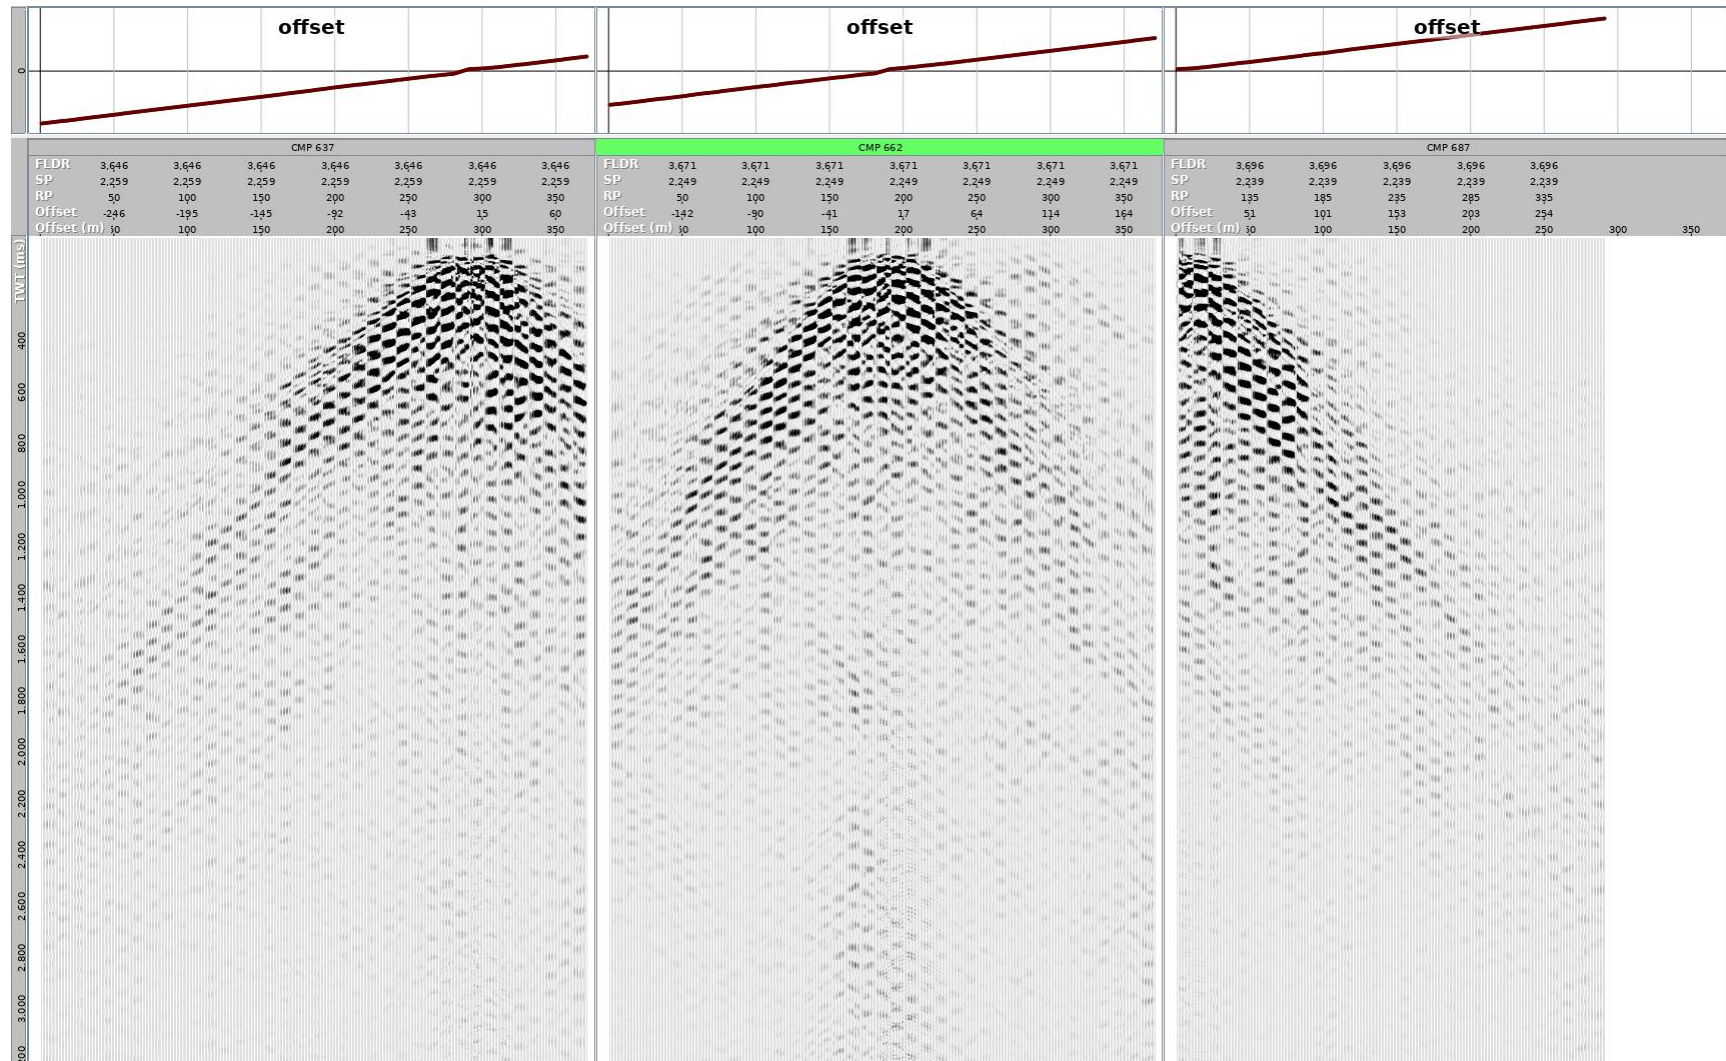 offset offset offset
0
CMP 637 CMP 662 CMP 687
FLDR 3,646 3,646 3,646 3,646 3,646 3,646 3,646 FLDR 3,671 3,671 3,671 3,671 3,671 3,671 3,671 FLDR 3,696 3,696 3,696 3,696 3,696
SP 2,259 2,259 2,259 2,259 2,259 2,259 2,259 SP 2,249 2,249 2,249 2,249 2,249 2,249 2,249 SP 2,239 2,239 2,239 2,239 2,239
RP 50 100 150 200 250 300 350 RP 50 100 150 200 250 300 350 RP 135 185 235 285 335
Offset -246 -195 -145 -92 -43 15 60 Offset -142 -90 -41 17 64 114 164 Offset 51 101 153 203 254
Offset (m) 50 100 150 200 250 300 350 Offset (m) 50 100 150 200 250 300 350 Offset (m) 50 100 150 200 250 300 350
TWT (ms)
400
600
800
1.000
1.200
1.400
1.600
1.800
2.000
2.200
2.400
2.600
2.800
3.000